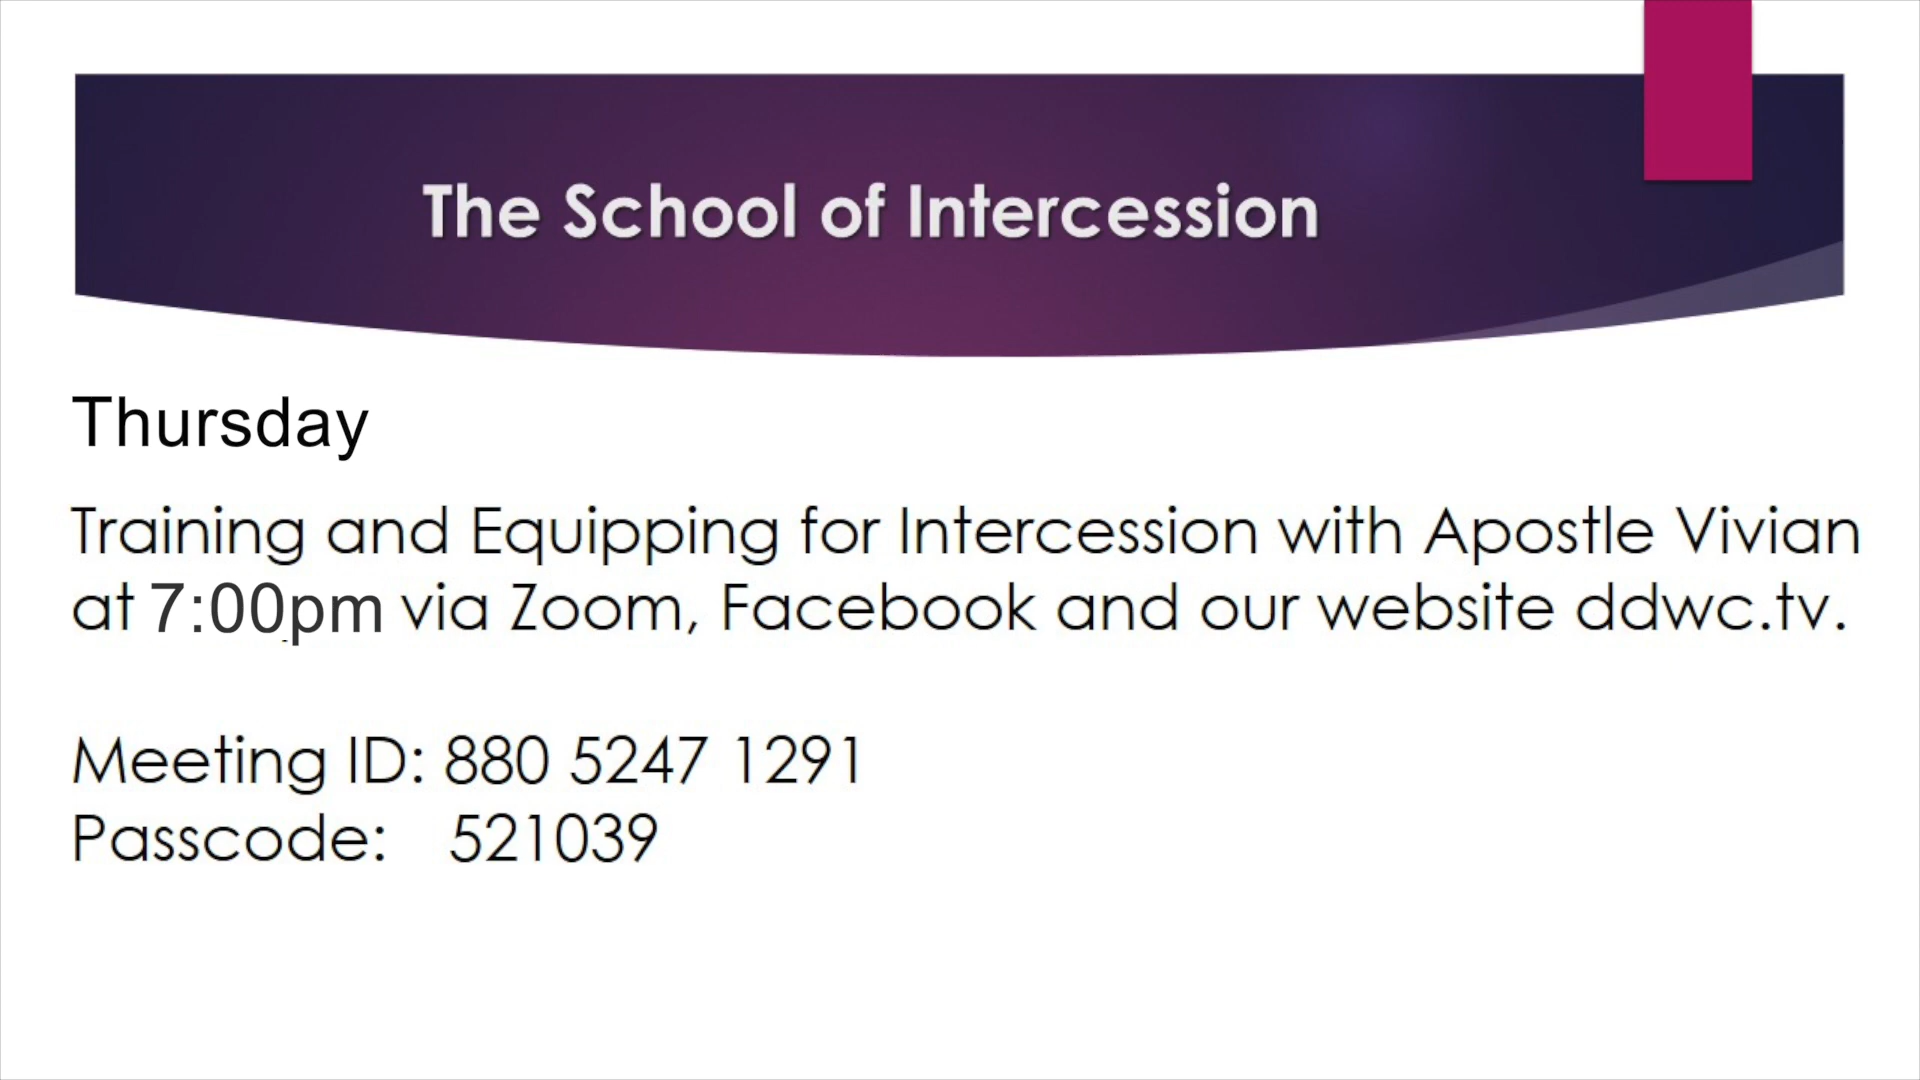 The School of Intercession
Thursday
Training and Equipping for Intercession with Apostle Vivian
at 7:00pm via Zoom, Facebook and our website ddwc.tv.
Meeting ID: 880 5247 1291
Passcode: 521039